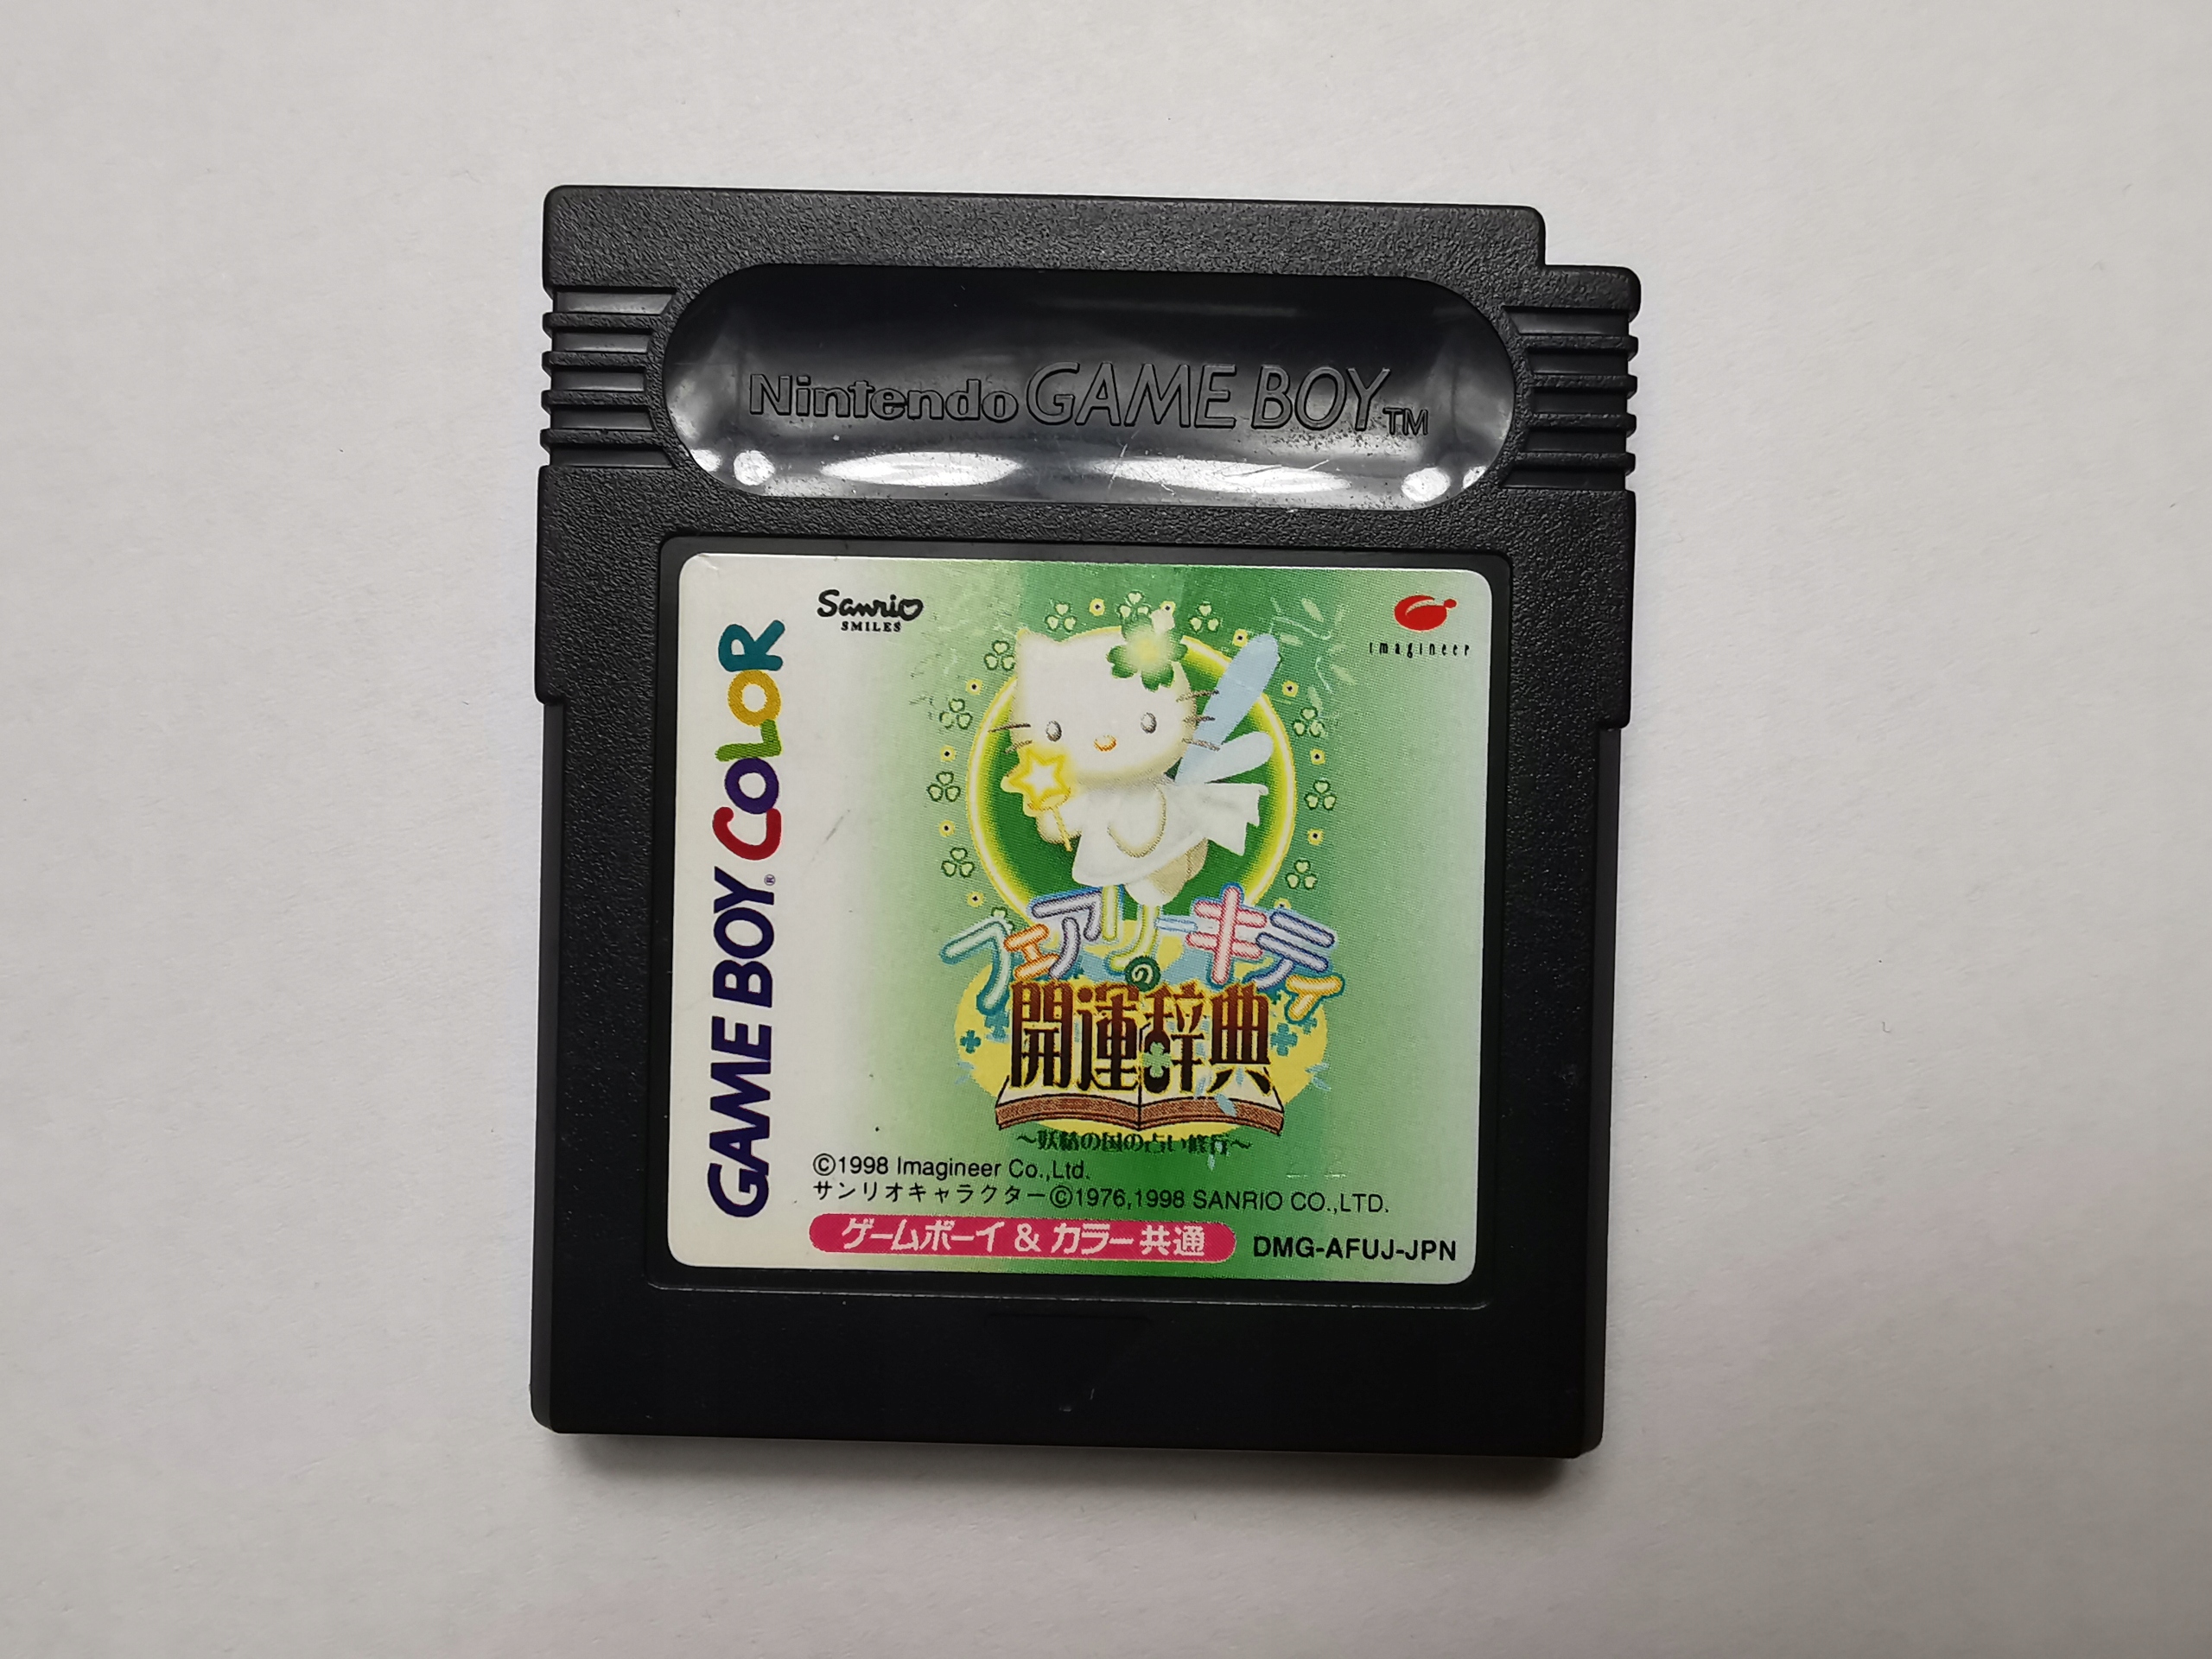 Nintendo GAME BOY TM
GAME BOY® COLOR
Sanrio
SMILES
imagineer
フェアリーキティ
の
開運辞典
～妖精の国の占い修行～
©1998 Imagineer Co.,Ltd.
サンリオキャラクター©1976,1998 SANRIO CO.,LTD.
ゲームボーイ & カラー共通
DMG-AFUJ-JPN